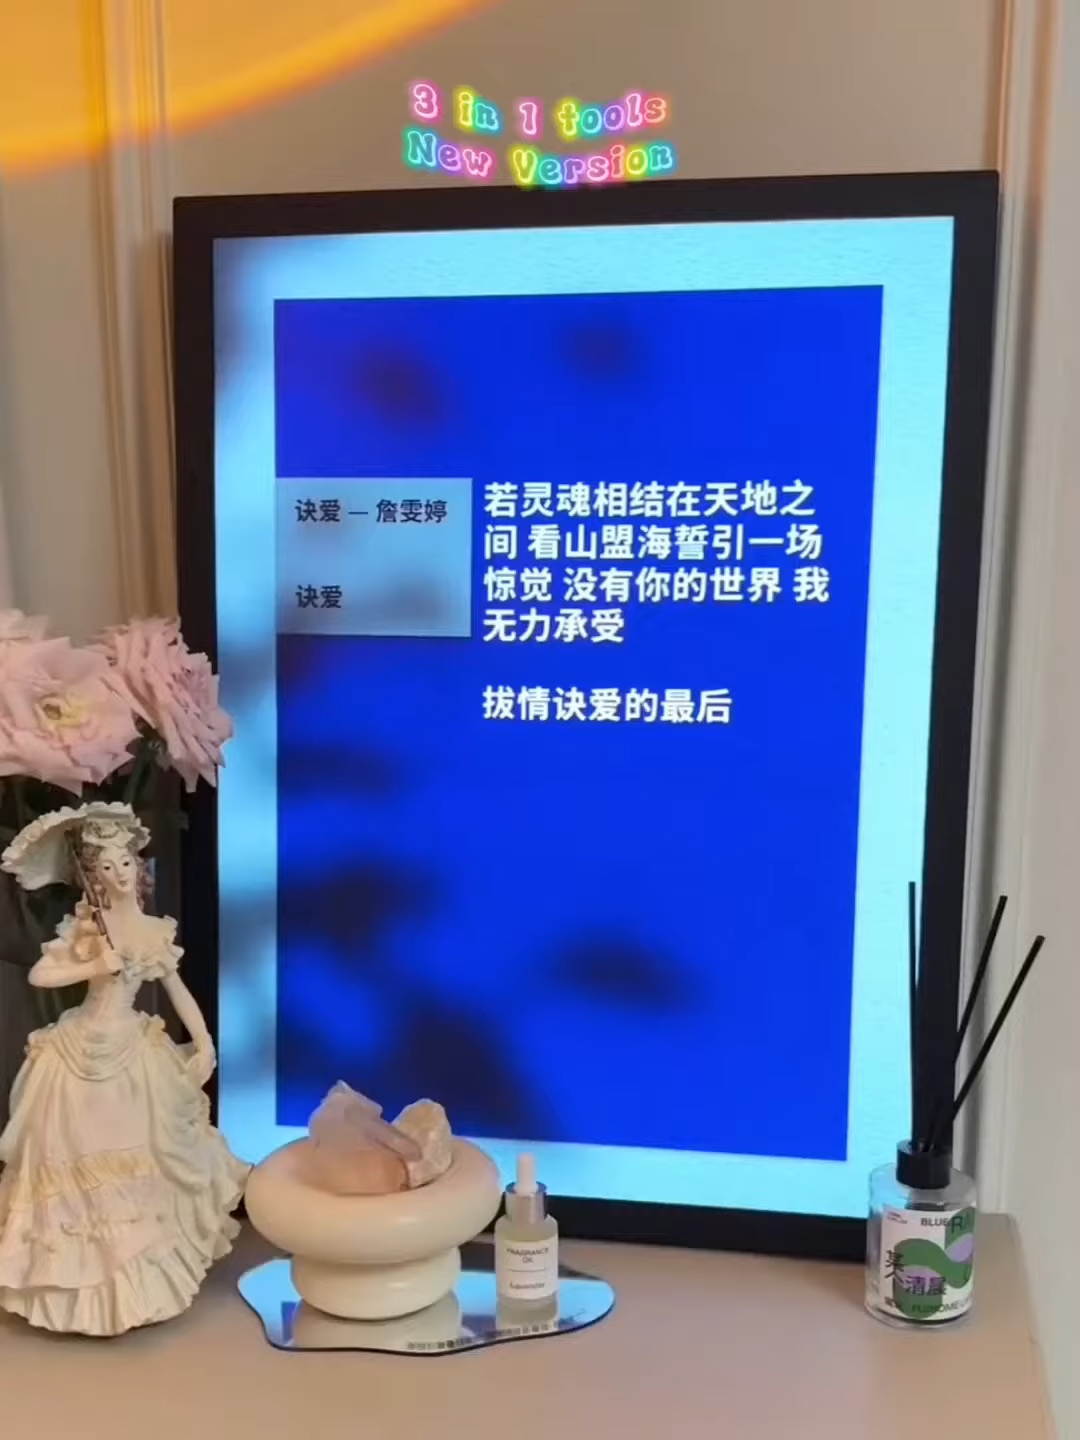 3 in 1 tools
New Version
诀爱 — 詹雯婷
诀爱
若灵魂相结在天地之
间 看山盟海誓引一场
惊觉 没有你的世界 我
无力承受
拔情诀爱的最后
FRAGRANCE
OIL
Lavender
BLUE
清晨